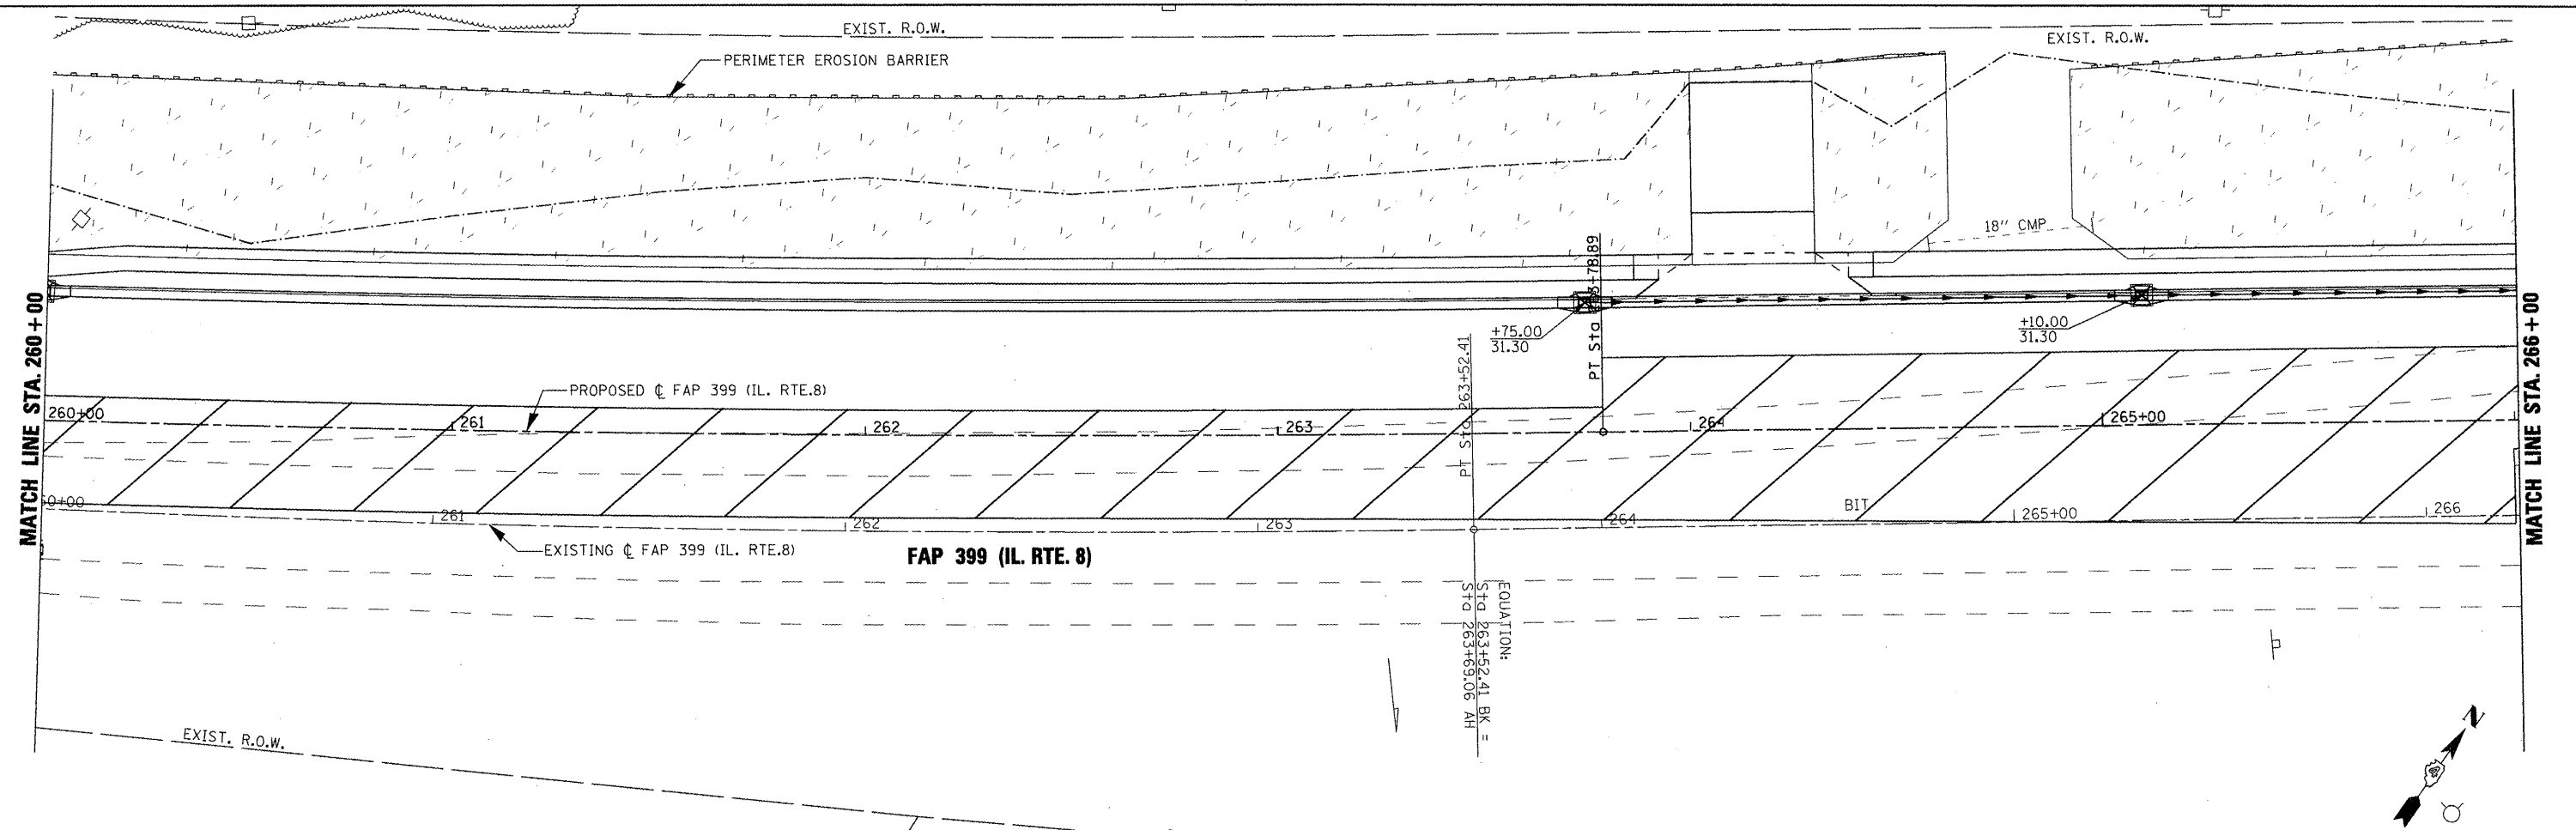 EXIST. R.O.W.
EXIST. R.O.W.
PERIMETER EROSION BARRIER
18" CMP
MATCH LINE STA. 260+00
MATCH LINE STA. 266+00
+75.00
31.30
PT Sta 263+78.89
+10.00
31.30
PT Sta 263+52.41
PROPOSED ℄ FAP 399 (IL. RTE.8)
260+00
261
262
263
264
265+00
60+00
261
262
263
264
BIT
265+00
266
EXISTING ℄ FAP 399 (IL. RTE.8)
FAP 399 (IL. RTE. 8)
EQUATION:
Sta 263+52.41 BK =
Sta 263+69.06 AH
EXIST. R.O.W.
N